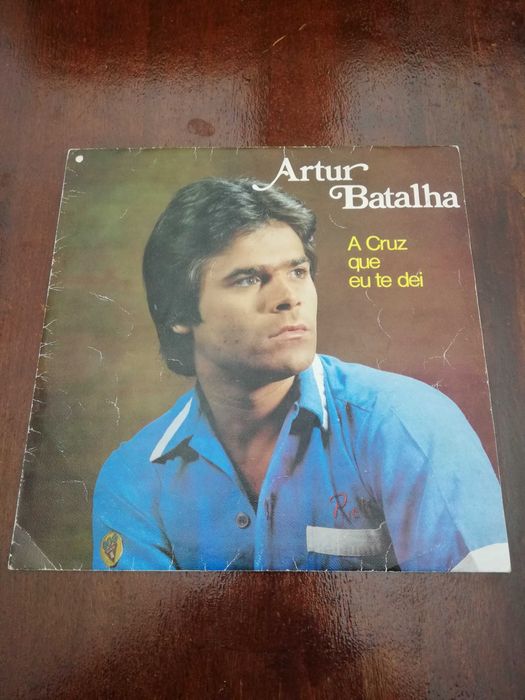 Artur
Batalha
A Cruz
que
eu te dei